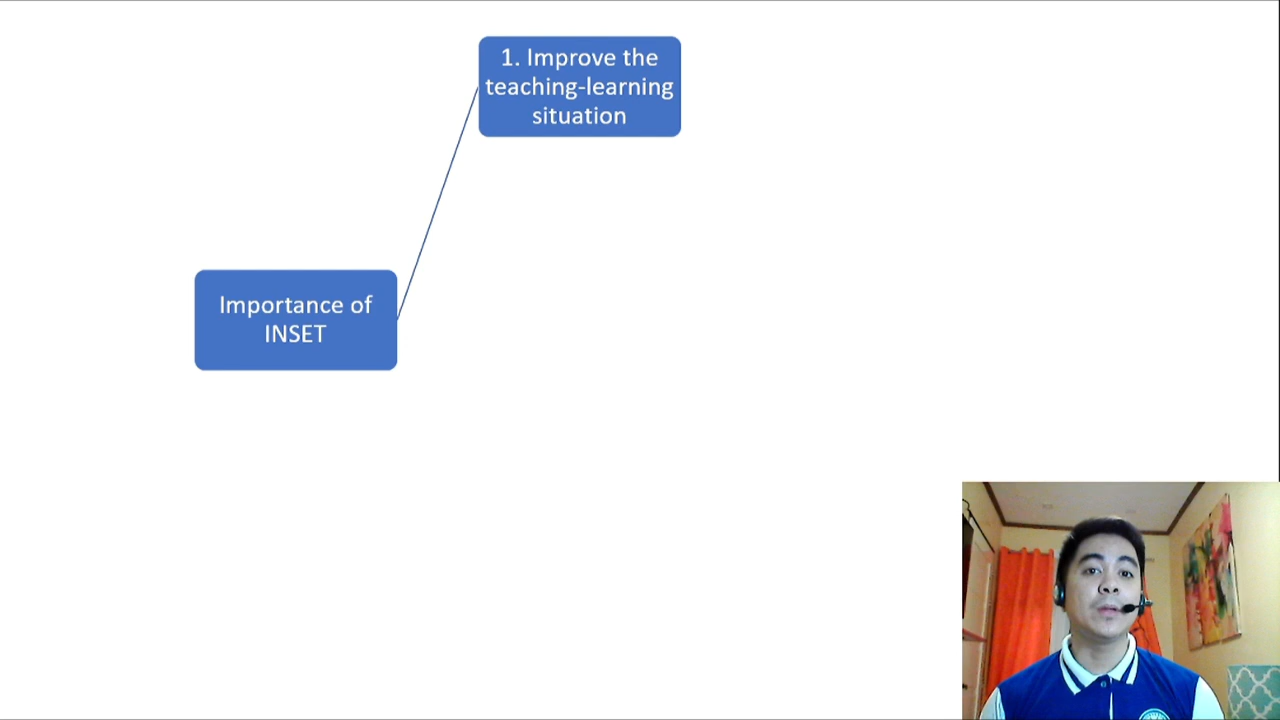 1. Improve the
teaching-learning
situation
Importance of
INSET